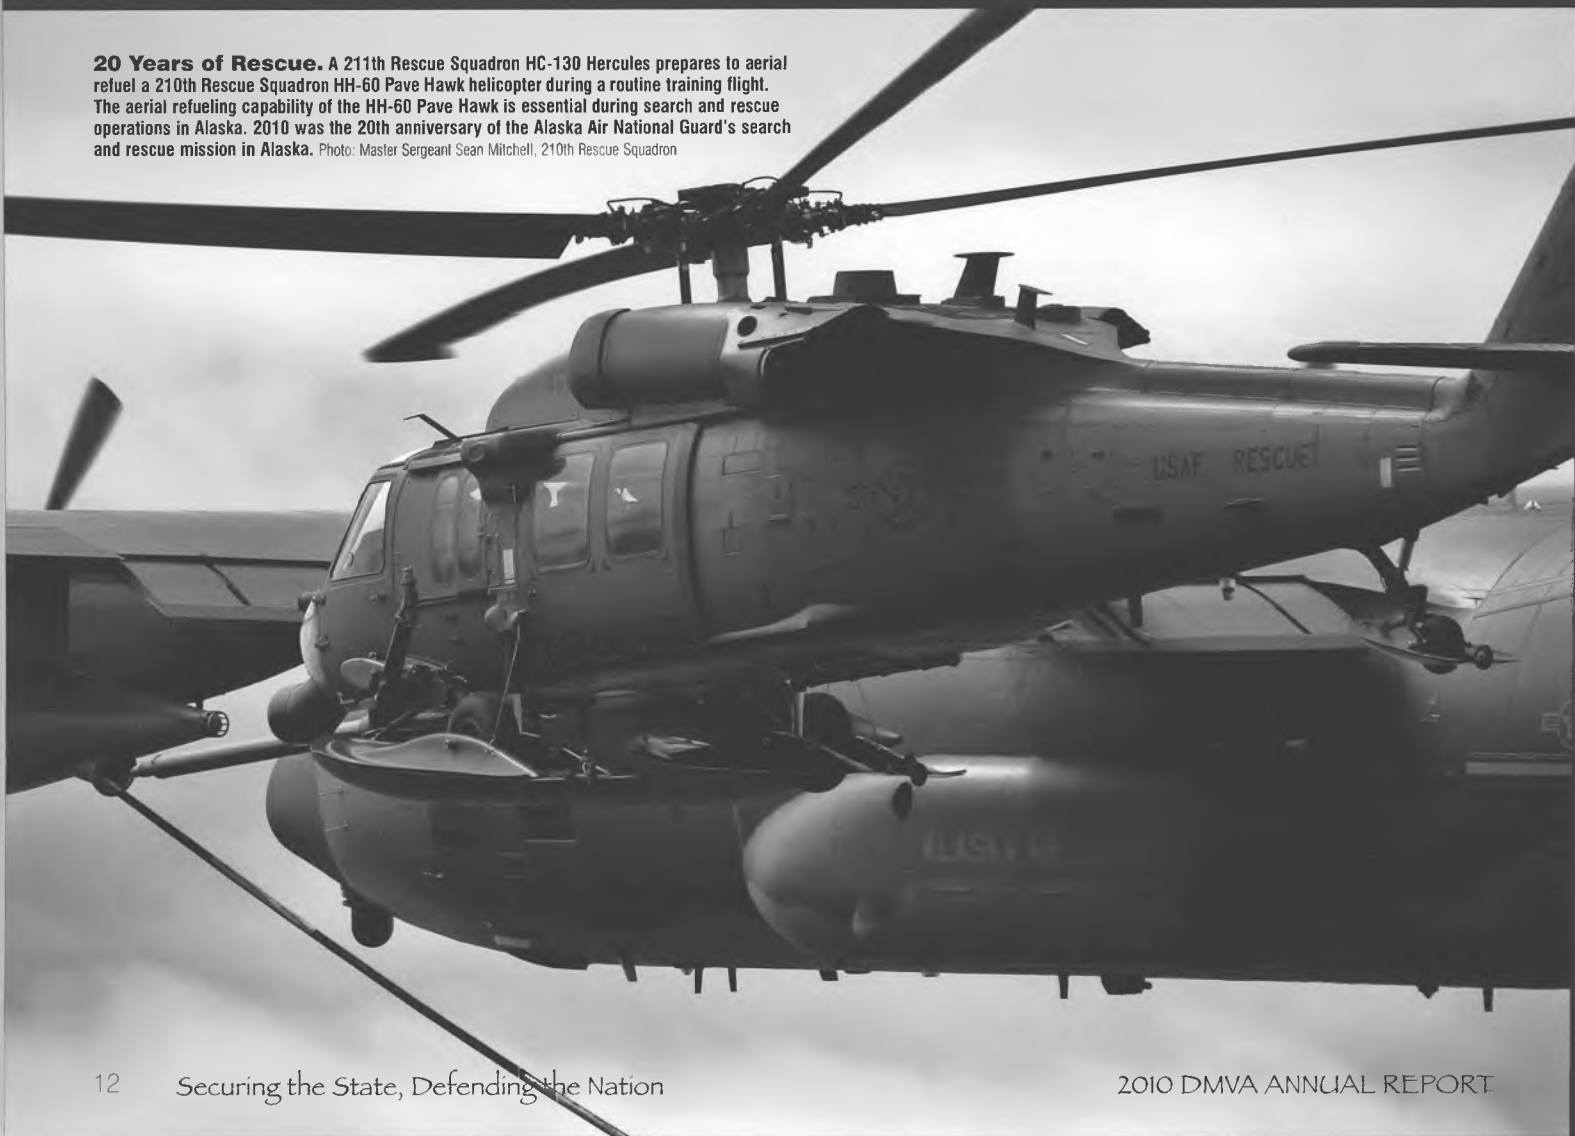 20 Years of Rescue. A 211th Rescue Squadron HC-130 Hercules prepares to aerial
refuel a 210th Rescue Squadron HH-60 Pave Hawk helicopter during a routine training flight.
The aerial refueling capability of the HH-60 Pave Hawk is essential during search and rescue
operations in Alaska. 2010 was the 20th anniversary of the Alaska Air National Guard's search
and rescue mission in Alaska. Photo: Master Sergeant Sean Mitchell, 210th Rescue Squadron
USAF RESCUE
12 Securing the State, Defending the Nation
2010 DMVA ANNUAL REPORT